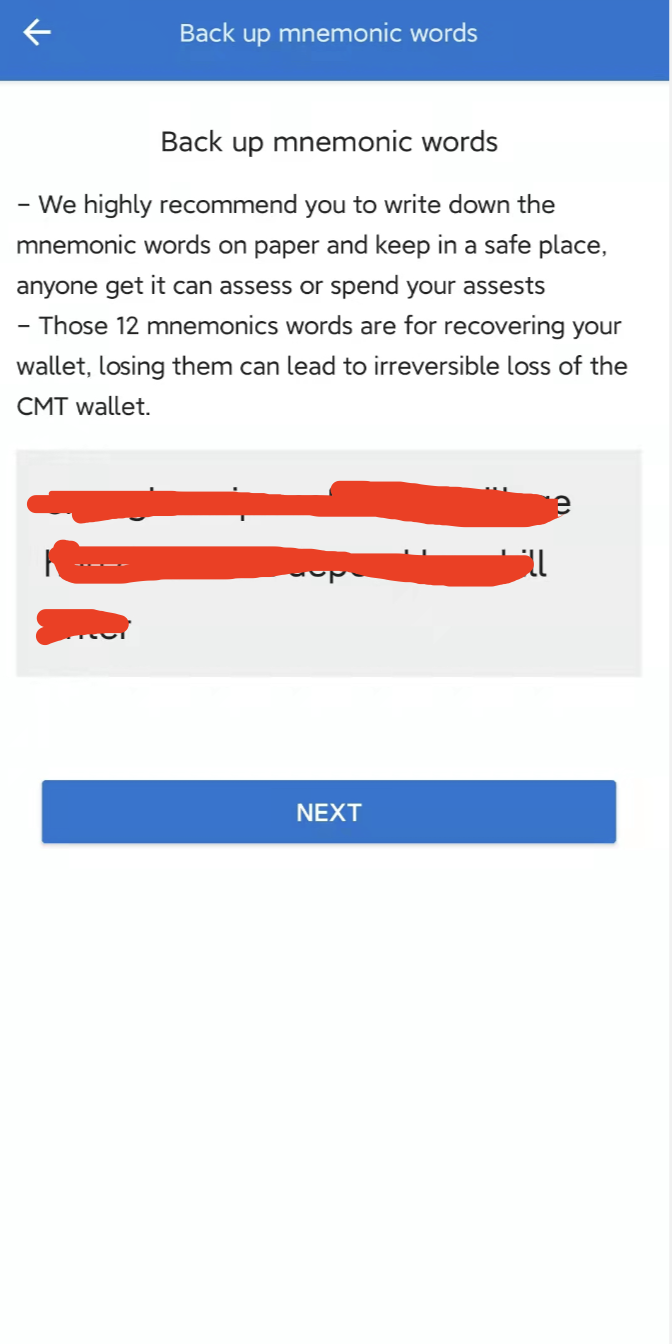 Back up mnemonic words
Back up mnemonic words
– We highly recommend you to write down the
mnemonic words on paper and keep in a safe place,
anyone get it can assess or spend your assests
– Those 12 mnemonics words are for recovering your
wallet, losing them can lead to irreversible loss of the
CMT wallet.
NEXT